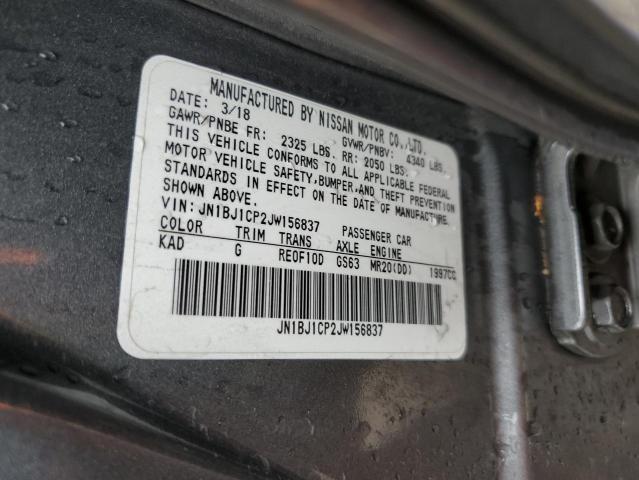 MANUFACTURED BY NISSAN MOTOR CO.,LTD.
DATE: 3/18 GVWR/PNBV: 4340 LBS.
GAWR/PNBE FR: 2325 LBS. RR: 2050 LBS.
THIS VEHICLE CONFORMS TO ALL APPLICABLE FEDERAL
MOTOR VEHICLE SAFETY,BUMPER,AND THEFT PREVENTION
STANDARDS IN EFFECT ON THE DATE OF MANUFACTURE
SHOWN ABOVE.
VIN:JN1BJ1CP2JW156837 PASSENGER CAR
COLOR TRIM TRANS AXLE ENGINE
KAD G RE0F10D GS63 MR20(DD) 1997CC
JN1BJ1CP2JW156837